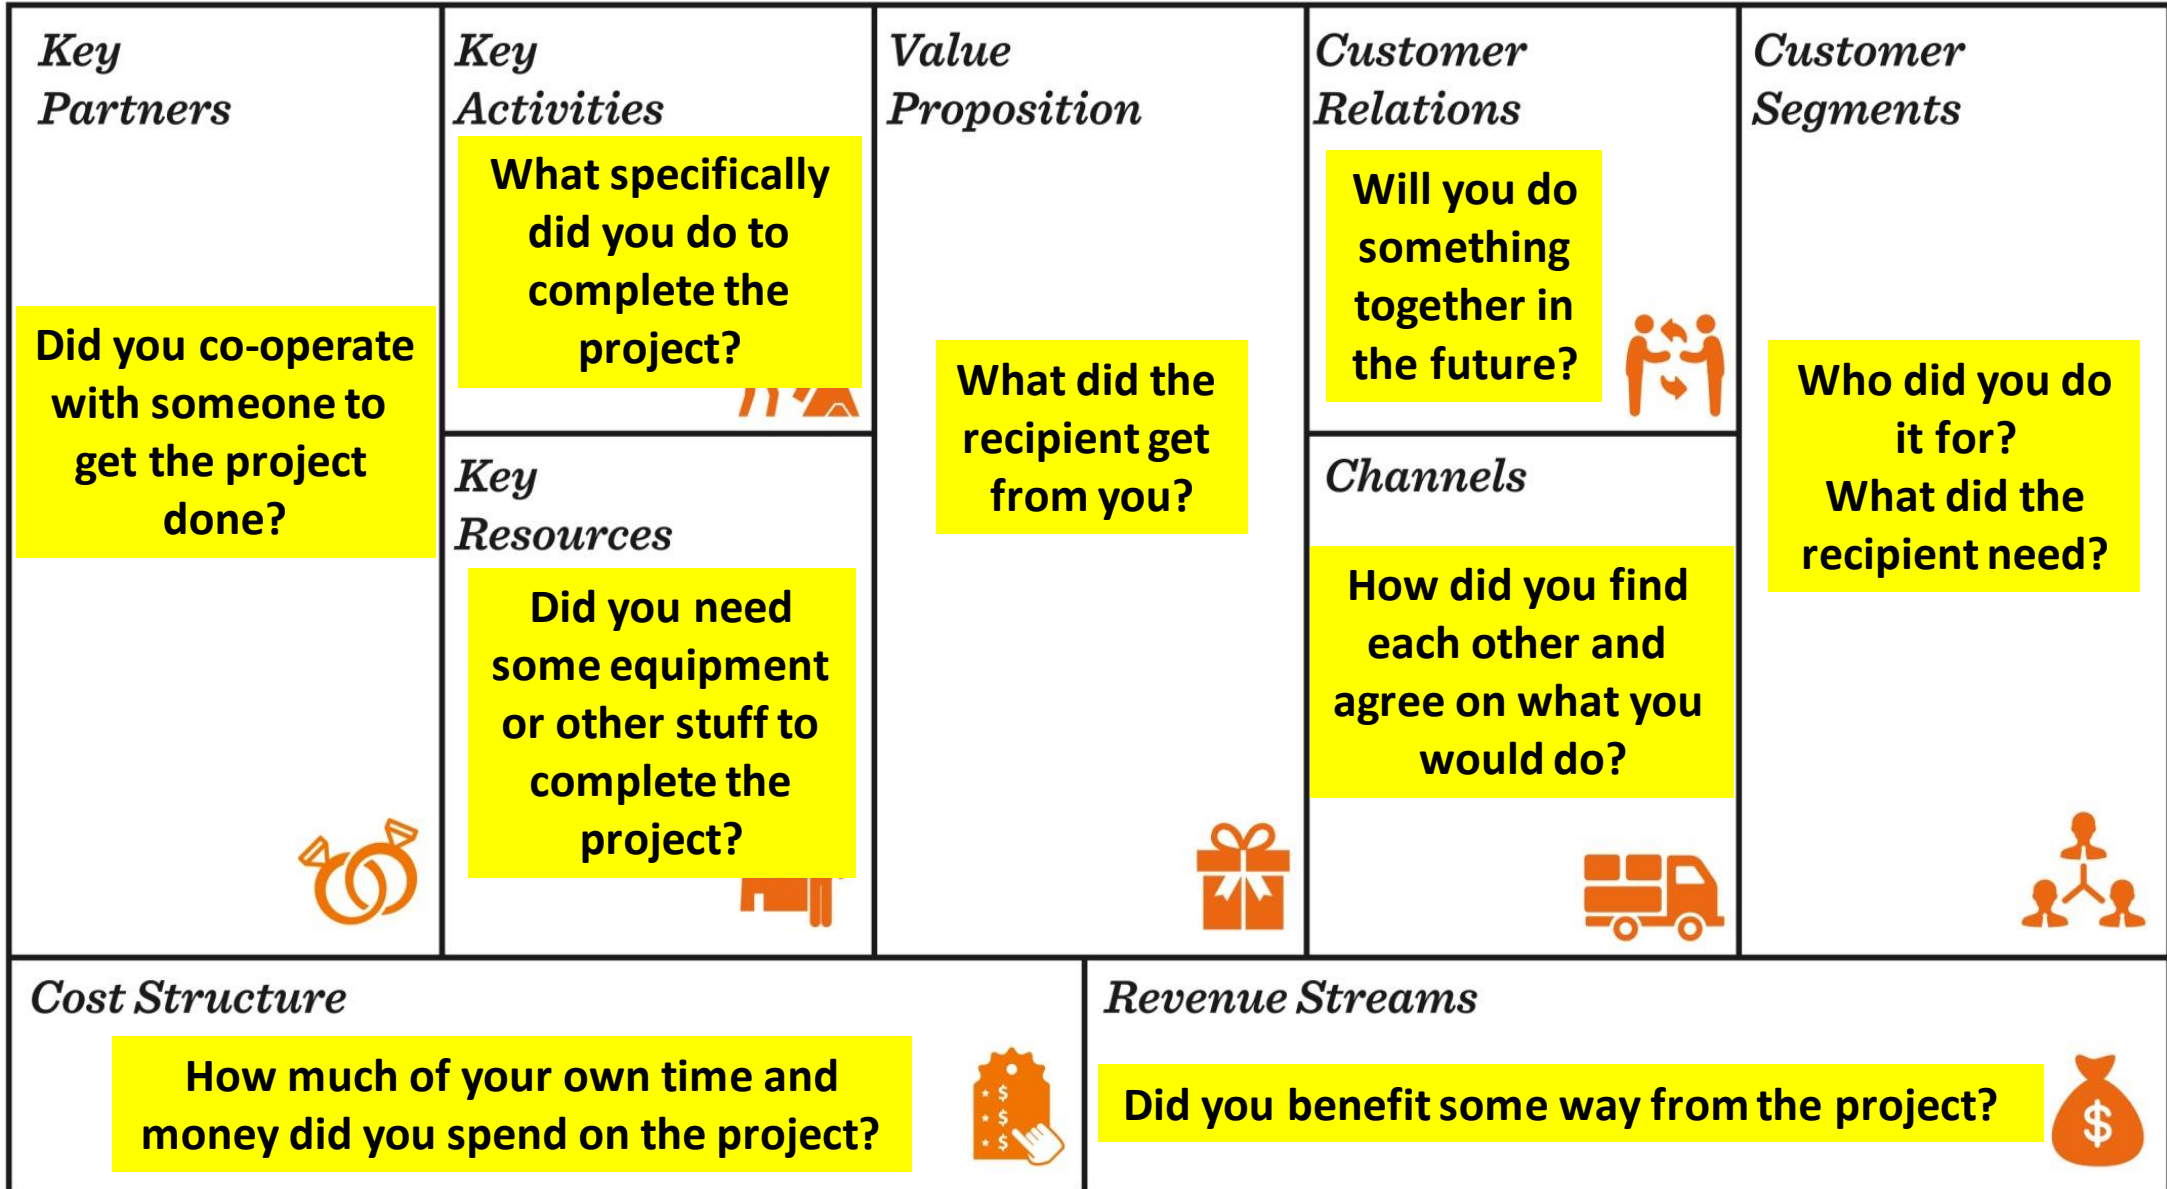 Key
Partners
Did you co-operate
with someone to
get the project
done?
Key
Activities
What specifically
did you do to
complete the
project?
Key
Resources
Did you need
some equipment
or other stuff to
complete the
project?
Value
Proposition
What did the
recipient get
from you?
Customer
Relations
Will you do
something
together in
the future?
Channels
How did you find
each other and
agree on what you
would do?
Customer
Segments
Who did you do
it for?
What did the
recipient need?
Cost Structure
How much of your own time and
money did you spend on the project?
$
$
$
Revenue Streams
Did you benefit some way from the project?
$